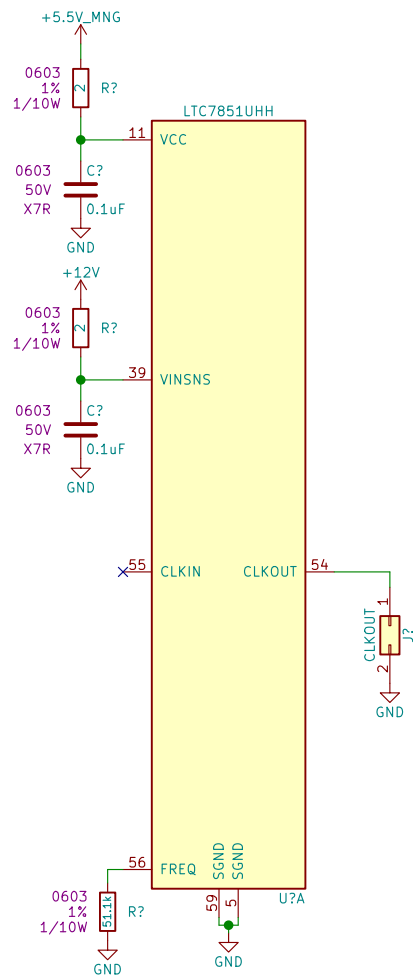 +5.5V_MNG
0603
1%
1/10W
2
R?
LTC7851UHH
11
VCC
0603
50V
X7R
C?
0.1uF
GND
+12V
0603
1%
1/10W
2
R?
39
VINSNS
0603
50V
X7R
C?
0.1uF
GND
55
CLKIN
CLKOUT
54
CLKOUT
1
2
J?
GND
56
FREQ
SGND
SGND
59
5
U?A
0603
1%
1/10W
51.1k
R?
GND
GND